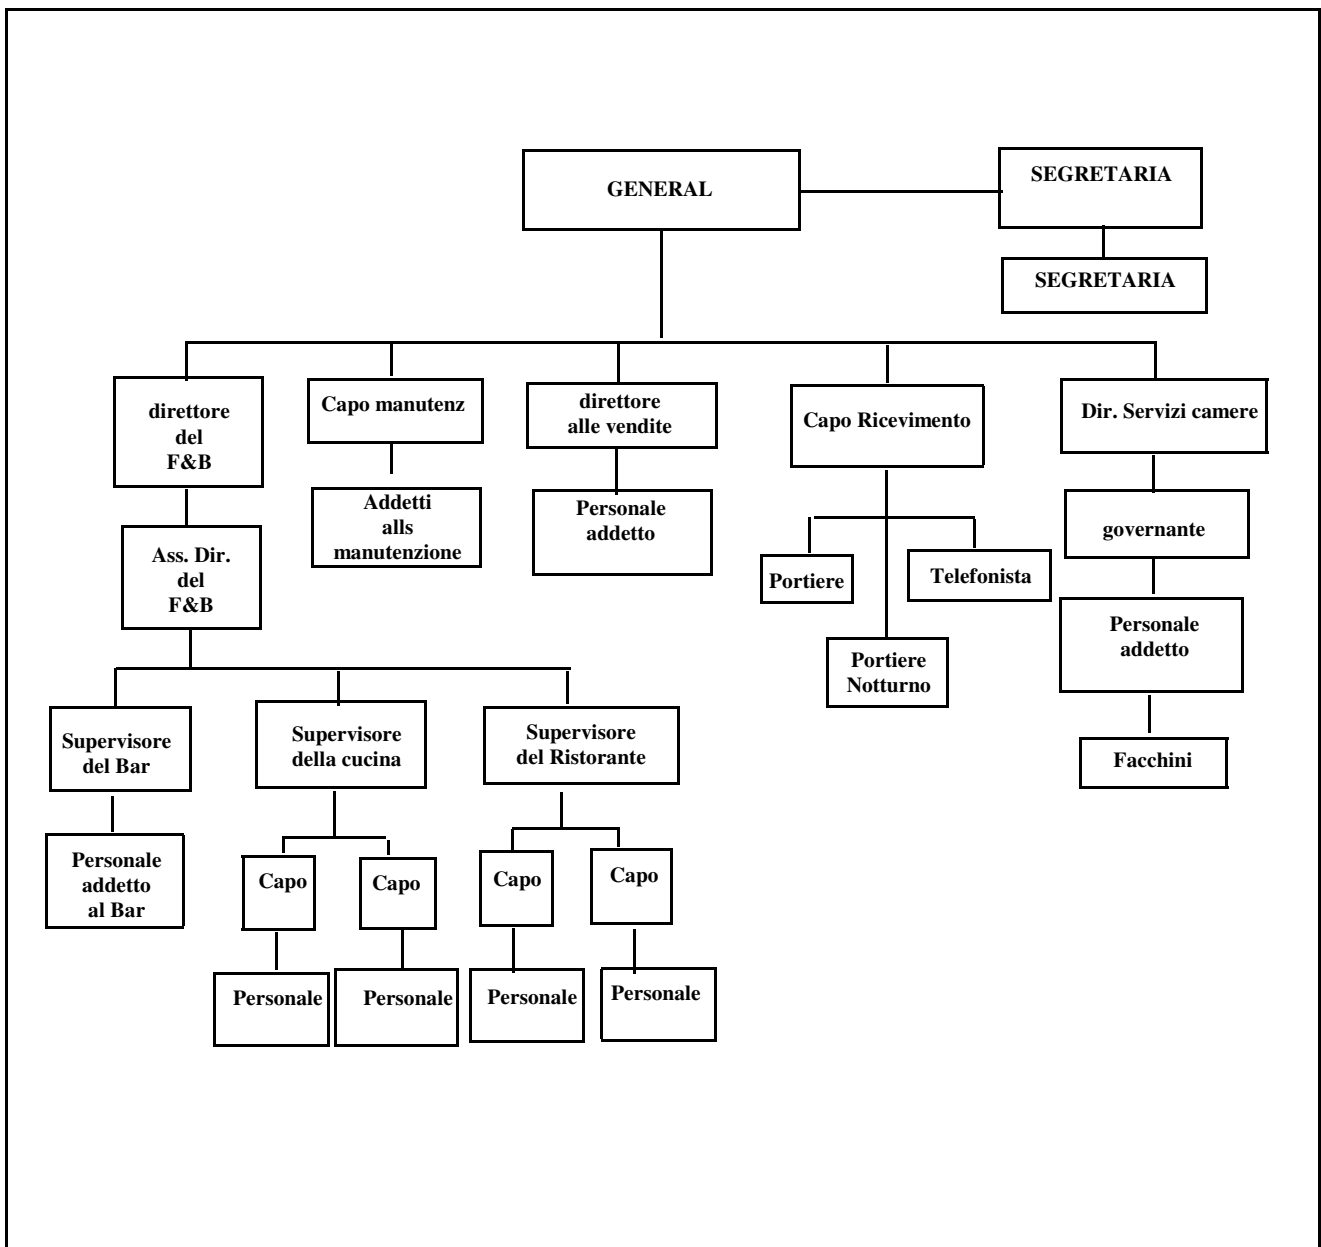 GENERAL
SEGRETARIA
SEGRETARIA
direttore
del
F&B
Capo manutenz
direttore
alle vendite
Capo Ricevimento
Dir. Servizi camere
Ass. Dir.
del
F&B
Addetti
alls
manutenzione
Personale
addetto
Portiere
Telefonista
Portiere
Notturno
governante
Personale
addetto
Facchini
Supervisore
del Bar
Supervisore
della cucina
Supervisore
del Ristorante
Personale
addetto
al Bar
Capo
Capo
Capo
Capo
Personale
Personale
Personale
Personale